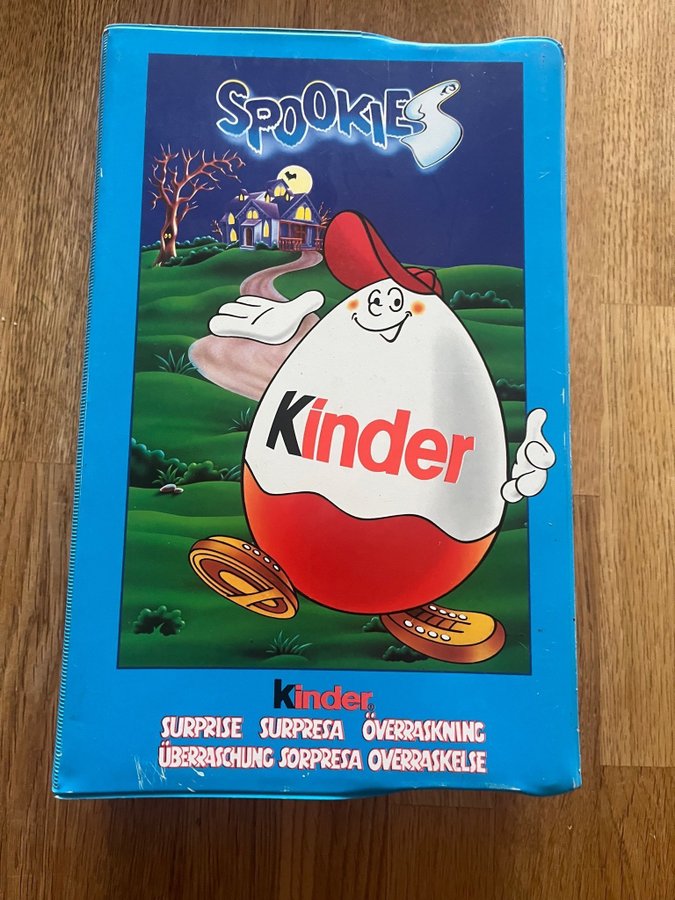 SPOOKIES
Kinder
Kinder®
SURPRISE SURPRESA ÖVERRASKNING
ÜBERRASCHUNG SORPRESA OVERRASKELSE